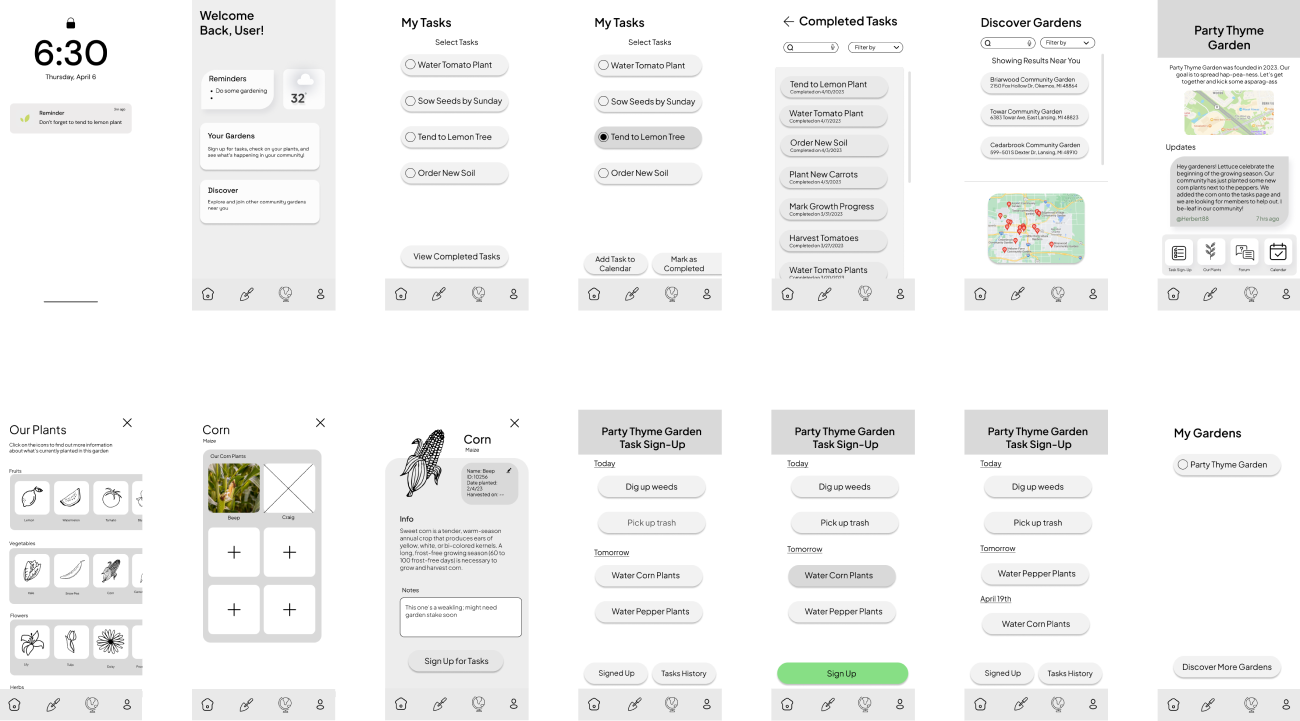 6:30
Thursday, April 6
Reminder
Don't forget to tend to lemon plant
Welcome
Back, User!
Reminders
Do some gardening
32°
Your Gardens
Sign up for tasks, check on your plants, and
see what's happening in your community!
Discover
Explore and join other community gardens
near you
My Tasks
Select Tasks
Water Tomato Plant
Sow Seeds by Sunday
Tend to Lemon Tree
Order New Soil
View Completed Tasks
My Tasks
Select Tasks
Water Tomato Plant
Sow Seeds by Sunday
Tend to Lemon Tree
Order New Soil
Add Task to
Calendar
Mark as
Completed
Completed Tasks
Filter by
Tend to Lemon Plant
Completed on 4/10/2023
Water Tomato Plant
Completed on 4/7/2023
Order New Soil
Completed on 4/3/2023
Plant New Carrots
Completed on 4/3/2023
Mark Growth Progress
Completed on 3/31/2023
Harvest Tomatoes
Completed on 3/27/2023
Water Tomato Plants
Discover Gardens
Filter by
Showing Results Near You
Briarwood Community Garden
2150 Fox Hollow Dr, Okemos, MI 48864
Towar Community Garden
6383 Towar Ave, East Lansing, MI 48823
Cedarbrook Community Garden
599-501 S Dexter Dr, Lansing, MI 48910
Party Thyme
Garden
Party Thyme Garden was founded in 2023. Our
goal is to spread hap-pea-ness. Let's get
together and kick some asparag-ass
Updates
Hey gardeners! Lettuce celebrate the
beginning of the growing season. Our
community has just planted some new
corn plants next to the peppers. We
added the corn onto the tasks page and
are looking for members to help out. I
be-leaf in our community!
@Herbert88
7 hrs ago
Task Sign-Up
Our Plants
Forum
Calendar
Our Plants
Click on the icons to find out more information
about what's currently planted in this garden
Fruits
Lemon
Watermelon
Tomato
Vegetables
Kale
Snow Pea
Corn
Flowers
Lily
Tulip
Daisy
Herbs
Corn
Maize
Our Corn Plants
Beep
Craig
Corn
Maize
Name: Beep
ID:10256
Date planted:
2/4/23
Harvested on: --
Info
Sweet corn is a tender, warm-season
annual crop that produces ears of
yellow, white, or bi-colored kernels. A
long, frost-free growing season (60 to
100 frost-free days) is necessary to
grow and harvest corn.
Notes
This one's a weakling; might need
garden stake soon
Sign Up for Tasks
Party Thyme Garden
Task Sign-Up
Today
Dig up weeds
Pick up trash
Tomorrow
Water Corn Plants
Water Pepper Plants
Signed Up
Tasks History
Party Thyme Garden
Task Sign-Up
Today
Dig up weeds
Pick up trash
Tomorrow
Water Corn Plants
Water Pepper Plants
Sign Up
Party Thyme Garden
Task Sign-Up
Today
Dig up weeds
Pick up trash
Tomorrow
Water Pepper Plants
April 19th
Water Corn Plants
Signed Up
Tasks History
My Gardens
Party Thyme Garden
Discover More Gardens